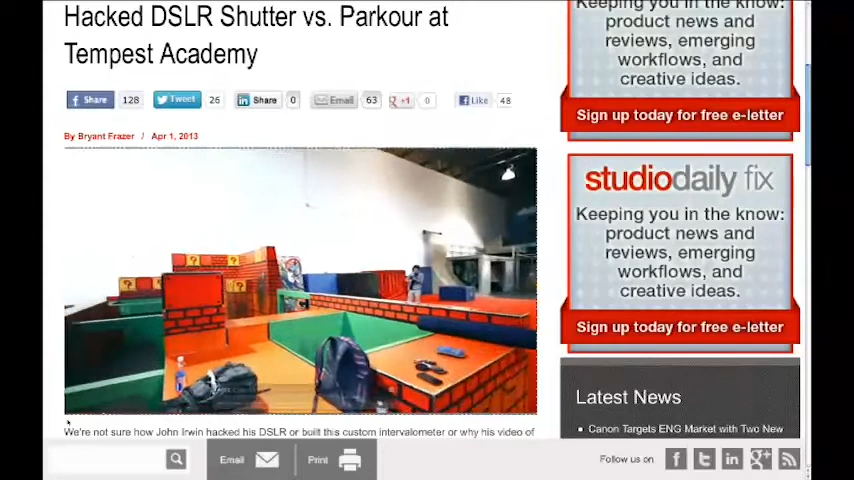 Hacked DSLR Shutter vs. Parkour at
Tempest Academy
Share 128 Tweet 26 Share 0 Email 63 +1 0 Like 48
By Bryant Frazer / Apr 1, 2013
We're not sure how John Irwin hacked his DSLR or built this custom intervalometer or why his video of
Email Print
Keeping you in the know:
product news and
reviews, emerging
workflows, and
creative ideas.
Sign up today for free e-letter
studiodaily fix
Keeping you in the know:
product news and
reviews, emerging
workflows, and
creative ideas.
Sign up today for free e-letter
Latest News
Canon Targets ENG Market with Two New
Follow us on